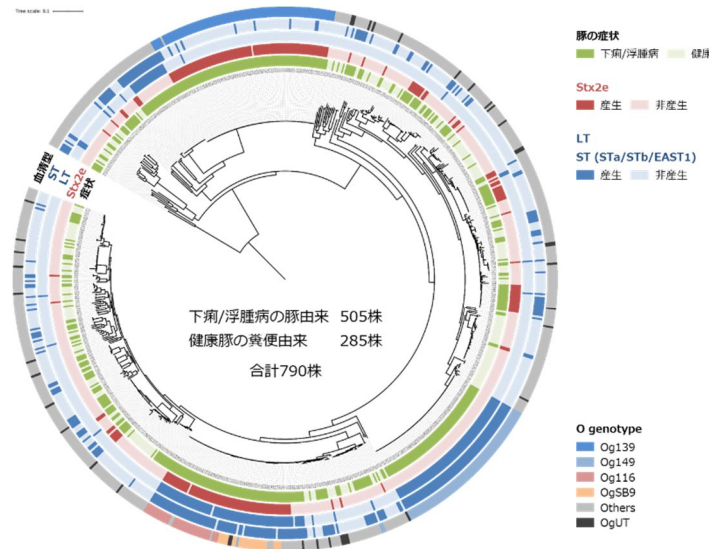 Tree scale: 0.1
血清型
ST
LT
Stx2e
症状
下痢/浮腫病の豚由来 505株
健康豚の糞便由来 285株
合計790株
豚の症状
下痢/浮腫病 健康
Stx2e
産生 非産生
LT
ST (STa/STb/EAST1)
産生 非産生
O genotype
Og139
Og149
Og116
OgSB9
Others
OgUT